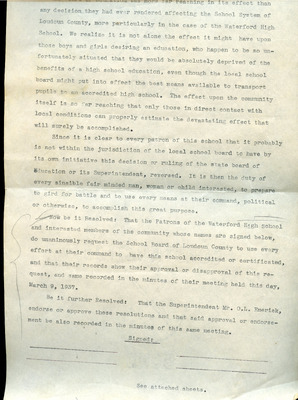 reaching in its effect than
any decision they had ever rendered affecting the School System of
Loudoun County, more particularly in the case of the Waterford High
School. We realize it is not alone the effect it might have upon
those boys and girls desiring an education, who happen to be so un-
fortunately situated that they would be absolutely deprived of the
benefits of a high school education, even though the local school
board might put into effect the best means available to transport
pupils to an accredited high school. The effect upon the community
itself is so far reaching that only those in direct contact with
local conditions can properly estimate the devastating effect that
will surely be accomplished.
Since it is clear to every patron of this school that it probably
is not within the jurisdiction of the local school board to have by
its own initiative this decision or ruling of the state board of
Education or its Superintendent, reversed. It is then the duty of
every sizable fair minded man, woman or child interested, to prepare
to gird for battle and to use every means at their command, political
or otherwise, to accomplish this great purpose.
Now be it Resolved: That the Patrons of the Waterford High School
and interested members of the community whose names are signed below,
do unanimously request the School board of Loudoun County to use every
effort at their command to have this school accredited or certified,
and that their records show their approval or disapproval of this re-
quest, and same recorded in the minutes of their meeting held this day,
March 9, 1937.
Be it further Resolved: That the Superintendent Mr. O.L. Emerick,
endorse or approve these resolutions and that said approval or endorse-
ment be also recorded in the minutes of this same meeting.
Signed:
See attached sheets.